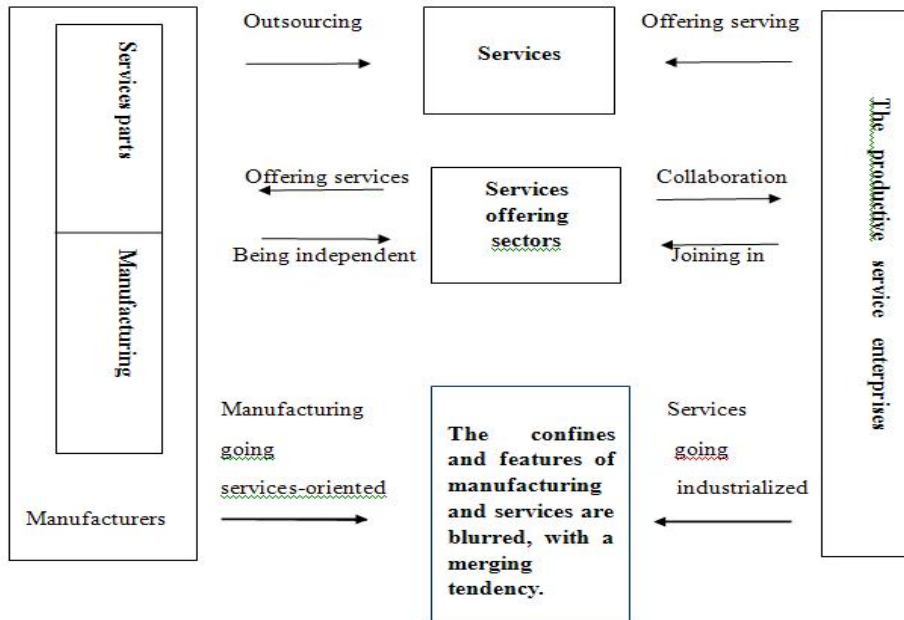 Services parts
Manufacturing
Manufacturers
Outsourcing
Services
Offering serving
Offering services
Being independent
Services
offering
sectors
Collaboration
Joining in
Manufacturing
going
services-oriented
The confines
and features of
manufacturing
and services are
blurred, with a
merging
tendency.
Services
going
industrialized
The productive service enterprises